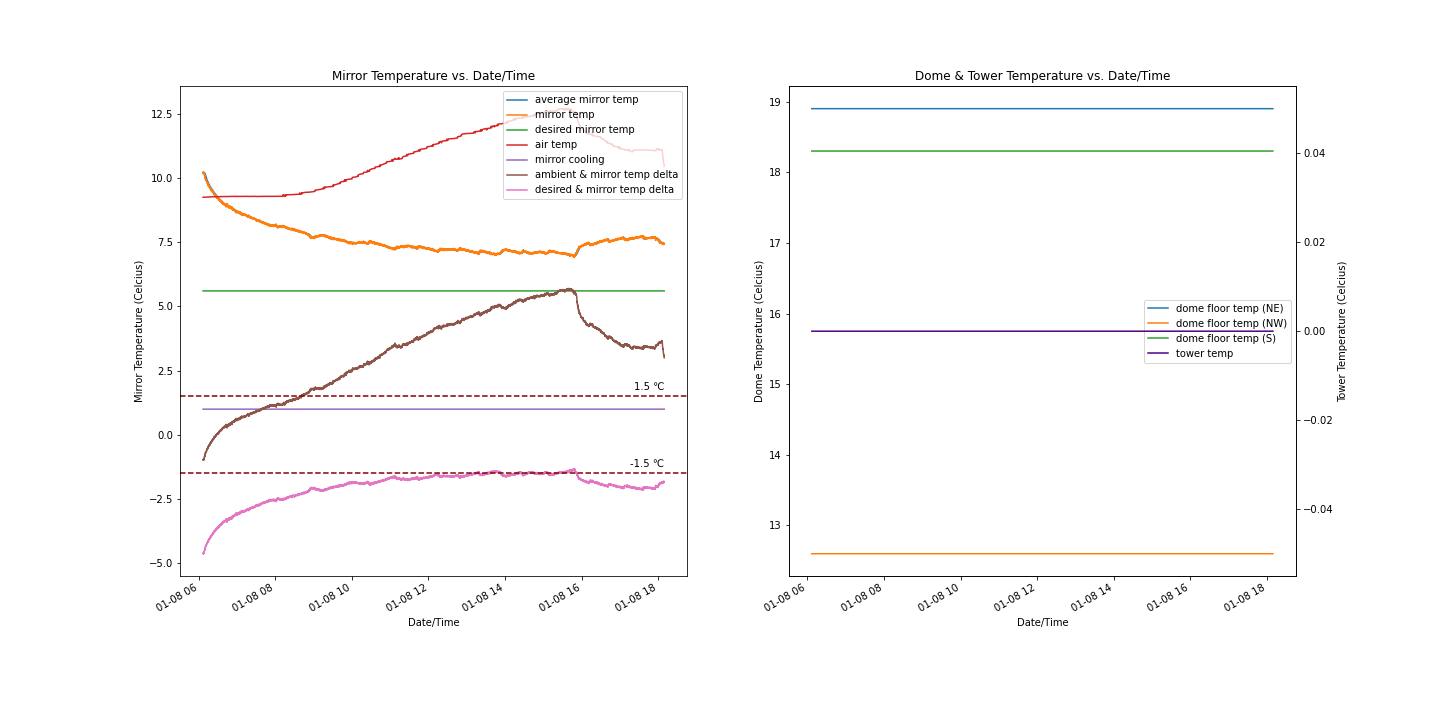 Mirror Temperature vs. Date/Time
12.5
10.0
7.5
5.0
2.5
0.0
−2.5
−5.0
Mirror Temperature (Celcius)
average mirror temp
mirror temp
desired mirror temp
air temp
mirror cooling
ambient & mirror temp delta
desired & mirror temp delta
1.5 ℃
-1.5 ℃
01-08 06
01-08 08
01-08 10
01-08 12
01-08 14
01-08 16
01-08 18
Date/Time
Dome & Tower Temperature vs. Date/Time
19
18
17
16
15
14
13
Dome Temperature (Celcius)
dome floor temp (NE)
dome floor temp (NW)
dome floor temp (S)
tower temp
0.04
0.02
0.00
−0.02
−0.04
Tower Temperature (Celcius)
01-08 06
01-08 08
01-08 10
01-08 12
01-08 14
01-08 16
01-08 18
Date/Time